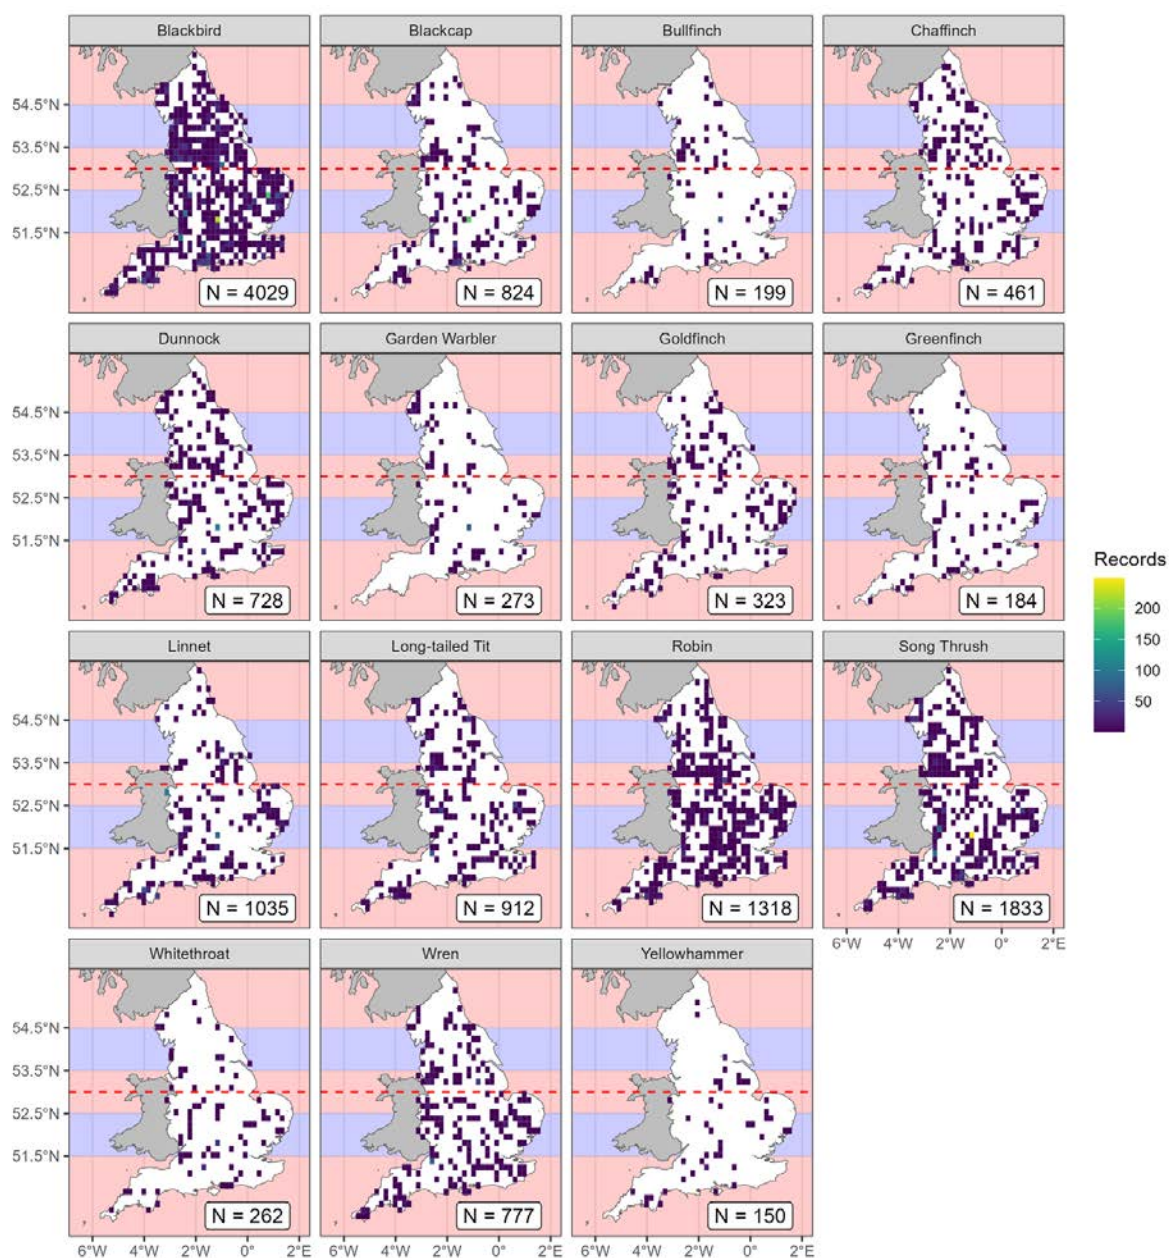 Blackbird Blackcap Bullfinch Chaffinch
54.5°N
53.5°N
52.5°N
51.5°N
N = 4029 N = 824 N = 199 N = 461
Dunnock Garden Warbler Goldfinch Greenfinch
54.5°N
53.5°N
52.5°N
51.5°N
N = 728 N = 273 N = 323 N = 184
Records
200
150
100
50
Linnet Long-tailed Tit Robin Song Thrush
54.5°N
53.5°N
52.5°N
51.5°N
N = 1035 N = 912 N = 1318 N = 1833
6°W 4°W 2°W 0° 2°E
Whitethroat Wren Yellowhammer
54.5°N
53.5°N
52.5°N
51.5°N
N = 262 N = 777 N = 150
6°W 4°W 2°W 0° 2°E 6°W 4°W 2°W 0° 2°E 6°W 4°W 2°W 0° 2°E